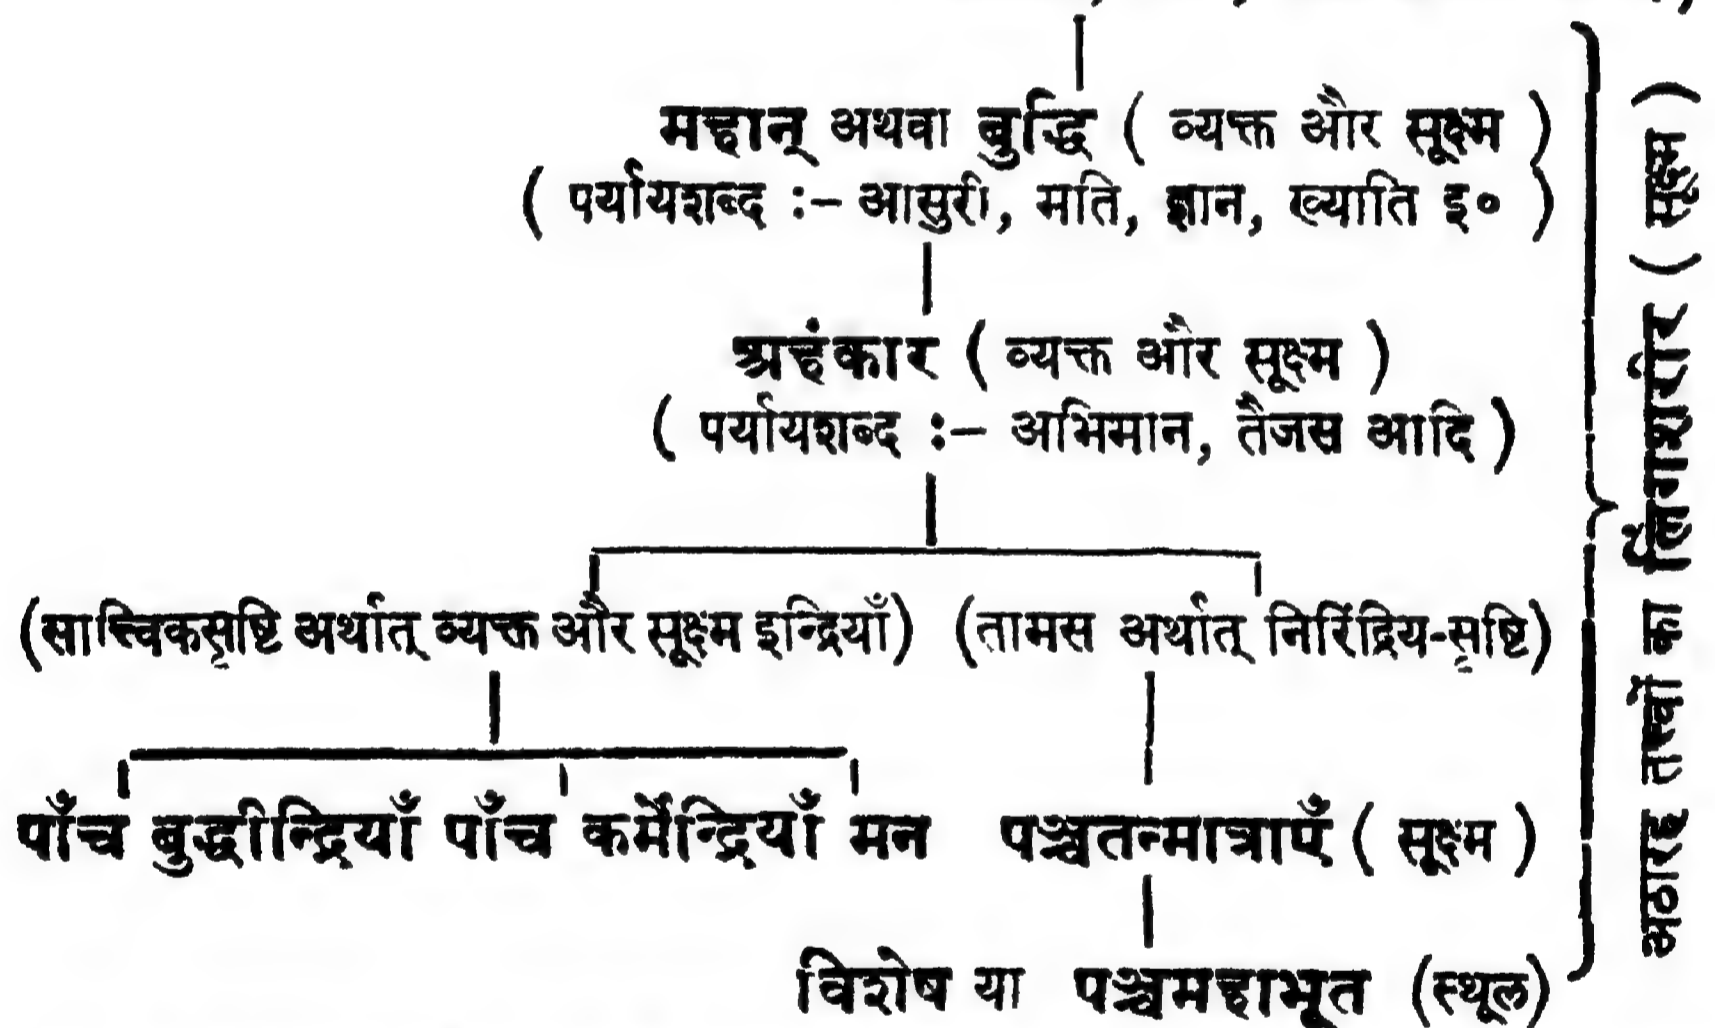 महान् अथवा बुद्धि ( व्यक्त और सूक्ष्म )
( पर्यायशब्द :– आसुरी, मति, ज्ञान, ख्याति इ० )
अहंकार ( व्यक्त और सूक्ष्म )
( पर्यायशब्द :– अभिमान, तैजस आदि )
(सात्त्विकसृष्टि अर्थात् व्यक्त और सूक्ष्म इन्द्रियाँ) (तामस अर्थात् निरिंद्रिय-सृष्टि)
पाँच बुद्धीन्द्रियाँ पाँच कर्मेन्द्रियाँ मन पञ्चतन्मात्राएँ ( सूक्ष्म )
विशेष या पञ्चमहाभूत (स्थूल)
अठारह तत्त्वों का लिंगशरीर ( सूक्ष्म )